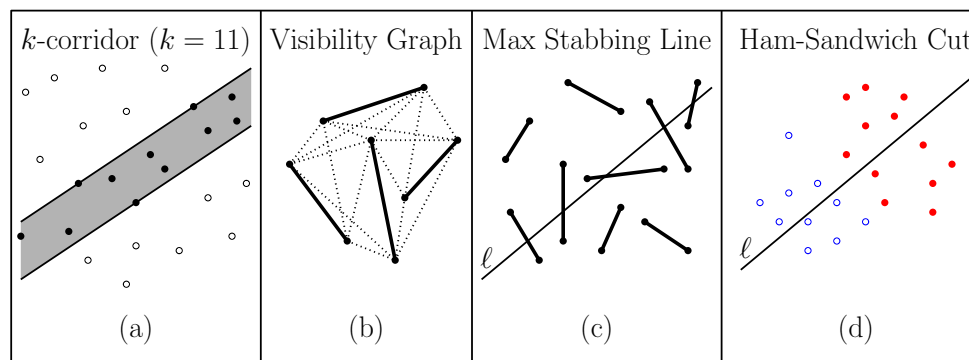 k-corridor (k = 11)
Visibility Graph
Max Stabbing Line
Ham-Sandwich Cut
ℓ
ℓ
(a)
(b)
(c)
(d)